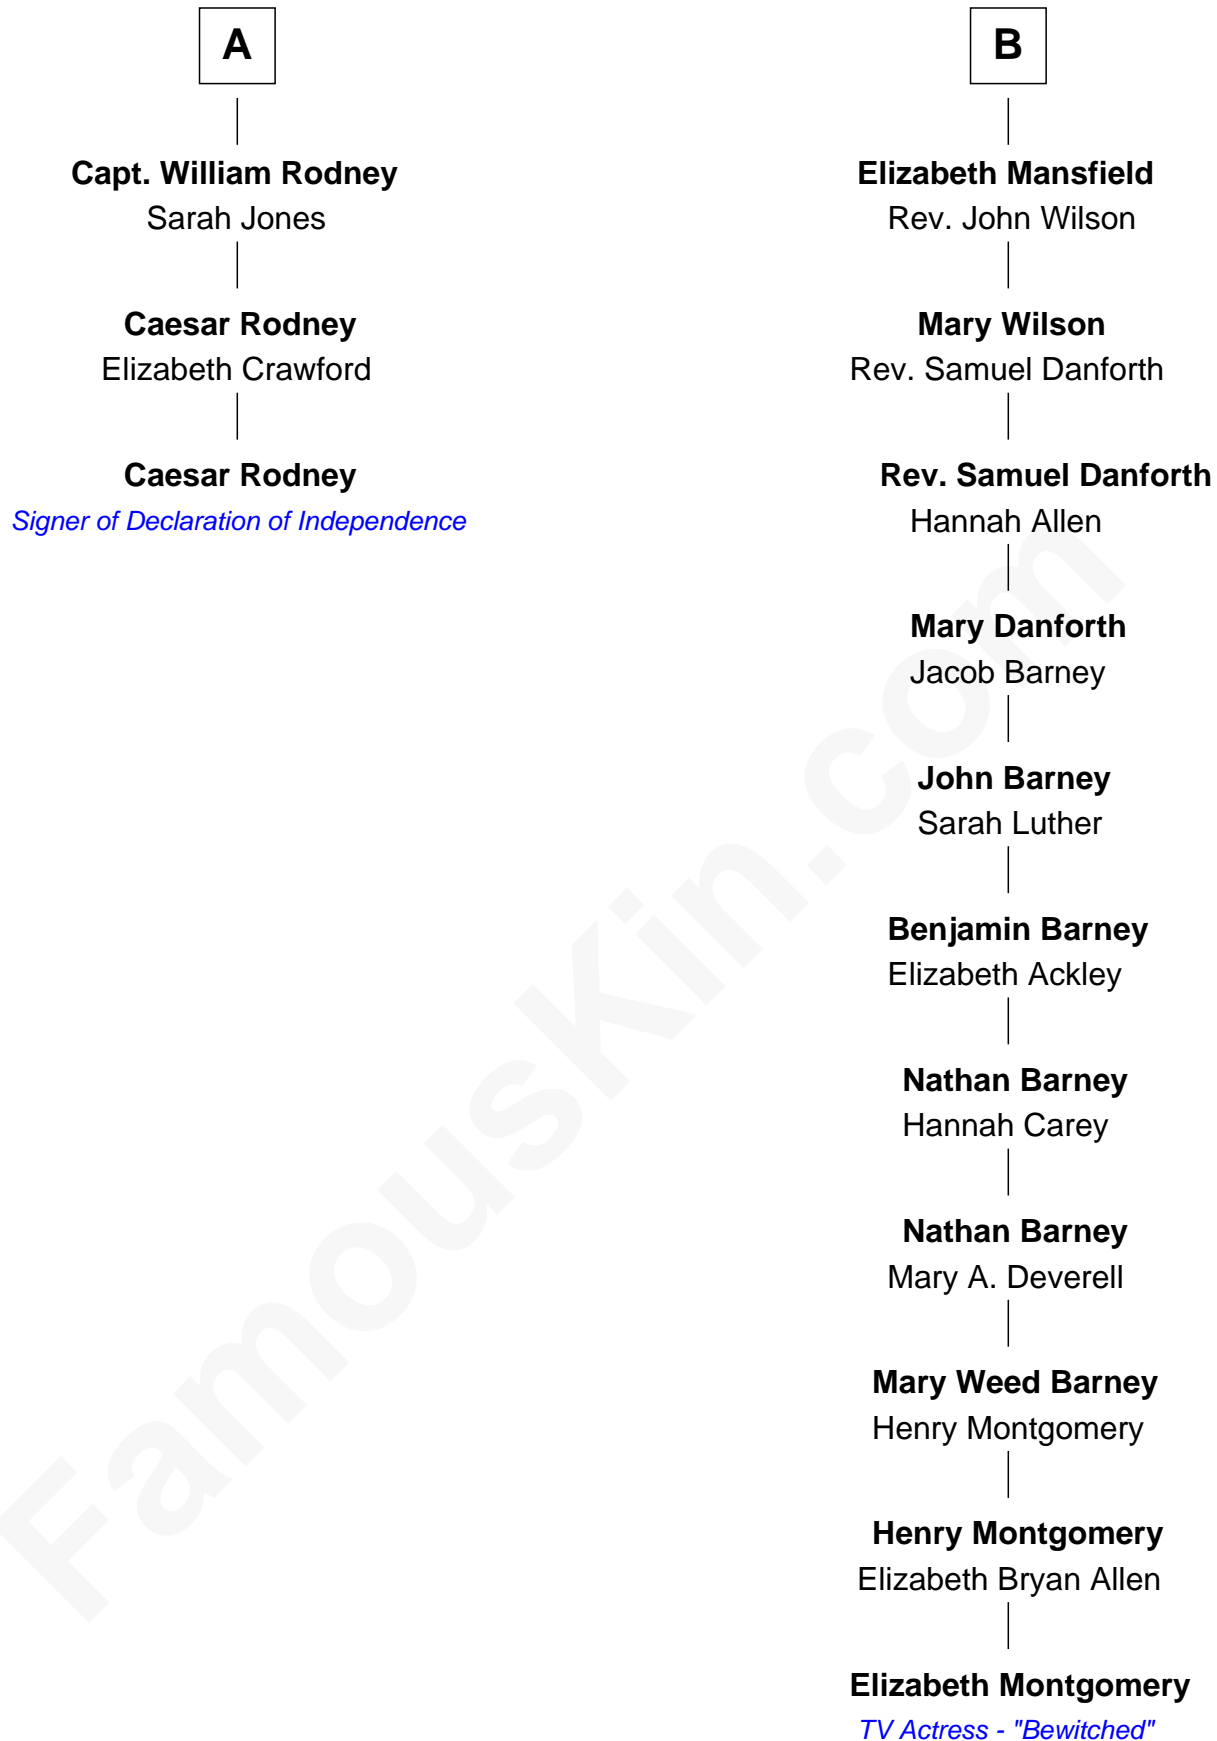 A
Capt. William Rodney
Sarah Jones
Caesar Rodney
Elizabeth Crawford
Caesar Rodney
Signer of Declaration of Independence
B
Elizabeth Mansfield
Rev. John Wilson
Mary Wilson
Rev. Samuel Danforth
Rev. Samuel Danforth
Hannah Allen
Mary Danforth
Jacob Barney
John Barney
Sarah Luther
Benjamin Barney
Elizabeth Ackley
Nathan Barney
Hannah Carey
Nathan Barney
Mary A. Deverell
Mary Weed Barney
Henry Montgomery
Henry Montgomery
Elizabeth Bryan Allen
Elizabeth Montgomery
TV Actress - "Bewitched"
FamousKin.com